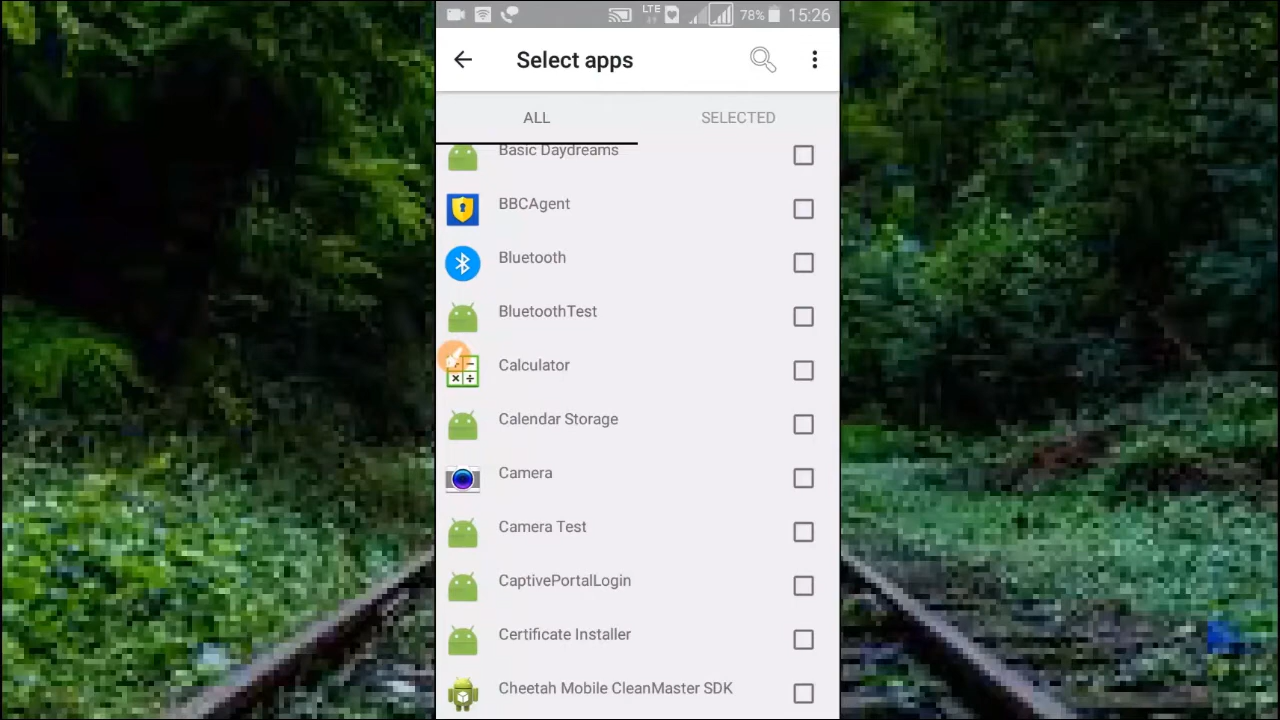 LTE
78% 15:26
Select apps
ALL SELECTED
Basic Daydreams
BBCAgent
Bluetooth
BluetoothTest
Calculator
Calendar Storage
Camera
Camera Test
CaptivePortalLogin
Certificate Installer
Cheetah Mobile CleanMaster SDK